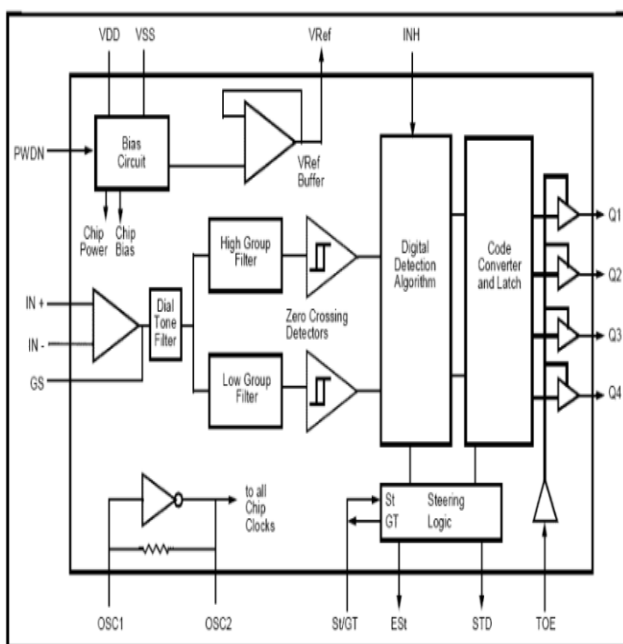 VDD
VSS
VRef
INH
PWDN
Bias
Circuit
VRef
Buffer
Chip
Power
Chip
Bias
High Group
Filter
Digital
Detection
Algorithm
Code
Converter
and Latch
Q1
Q2
Q3
Q4
IN +
IN -
GS
Dial
Tone
Filter
Zero Crossing
Detectors
Low Group
Filter
to all
Chip
Clocks
St
GT
Steering
Logic
OSC1
OSC2
St/GT
ESt
STD
TOE